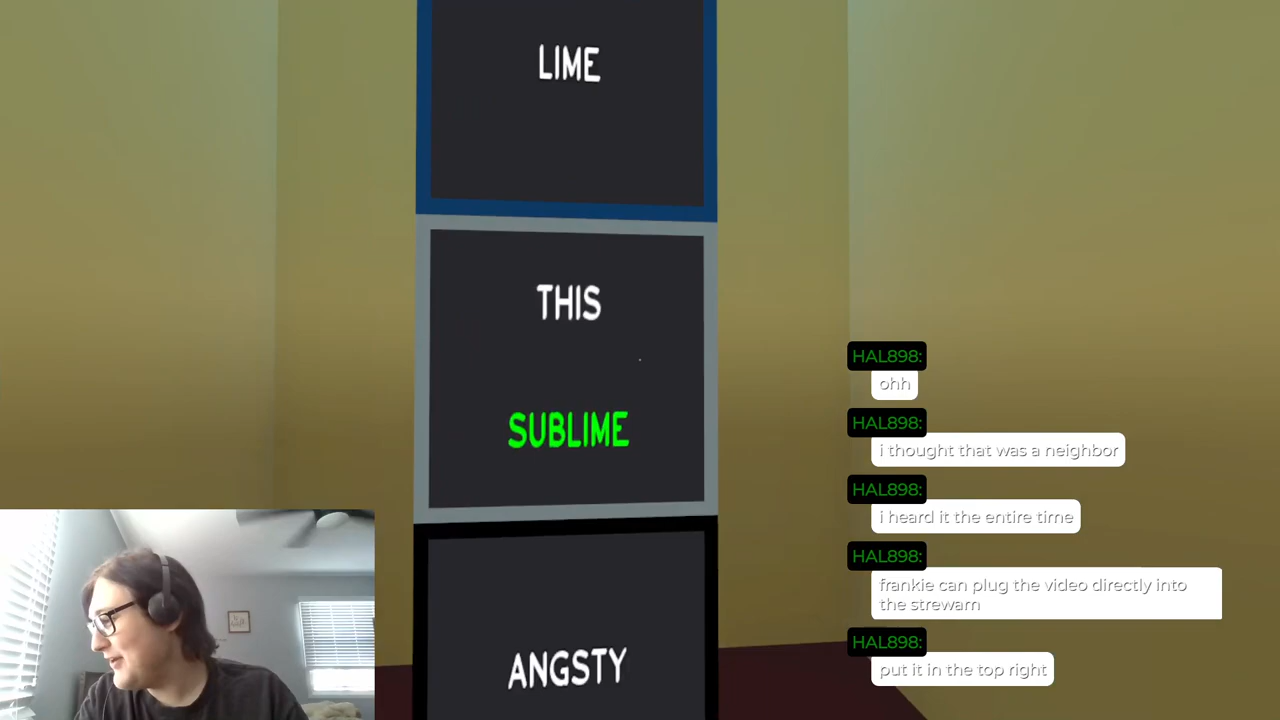 LIME
THIS
SUBLIME
ANGSTY
HAL898:
ohh
HAL898:
i thought that was a neighbor
HAL898:
i heard it the entire time
HAL898:
frankie can plug the video directly into
the strewarn
HAL898:
put it in the top right